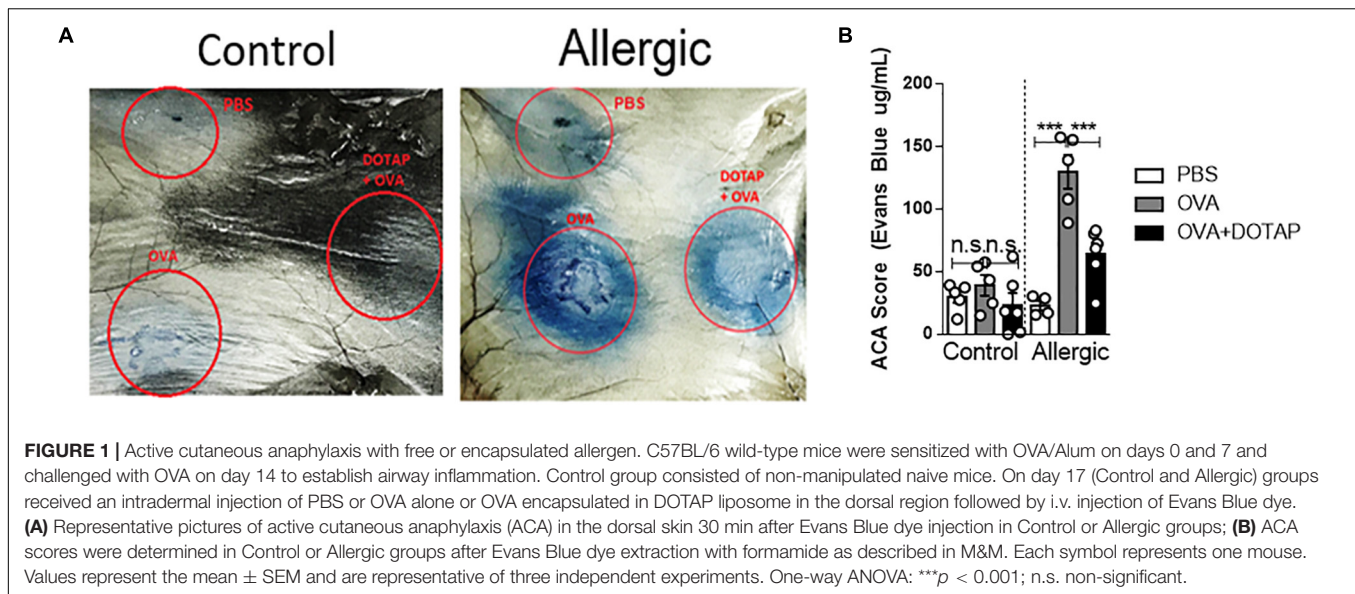 A
Control
Allergic
PBS
DOTAP
+ OVA
OVA
PBS
DOTAP
+ OVA
OVA
B
ACA Score (Evans Blue ug/mL)
200
150
100
50
0
n.s. n.s.
*** ***
Control
Allergic
PBS
OVA
OVA+DOTAP
FIGURE 1 | Active cutaneous anaphylaxis with free or encapsulated allergen. C57BL/6 wild-type mice were sensitized with OVA/Alum on days 0 and 7 and
challenged with OVA on day 14 to establish airway inflammation. Control group consisted of non-manipulated naive mice. On day 17 (Control and Allergic) groups
received an intradermal injection of PBS or OVA alone or OVA encapsulated in DOTAP liposome in the dorsal region followed by i.v. injection of Evans Blue dye.
(A) Representative pictures of active cutaneous anaphylaxis (ACA) in the dorsal skin 30 min after Evans Blue dye injection in Control or Allergic groups; (B) ACA
scores were determined in Control or Allergic groups after Evans Blue dye extraction with formamide as described in M&M. Each symbol represents one mouse.
Values represent the mean ± SEM and are representative of three independent experiments. One-way ANOVA: ***p < 0.001; n.s. non-significant.